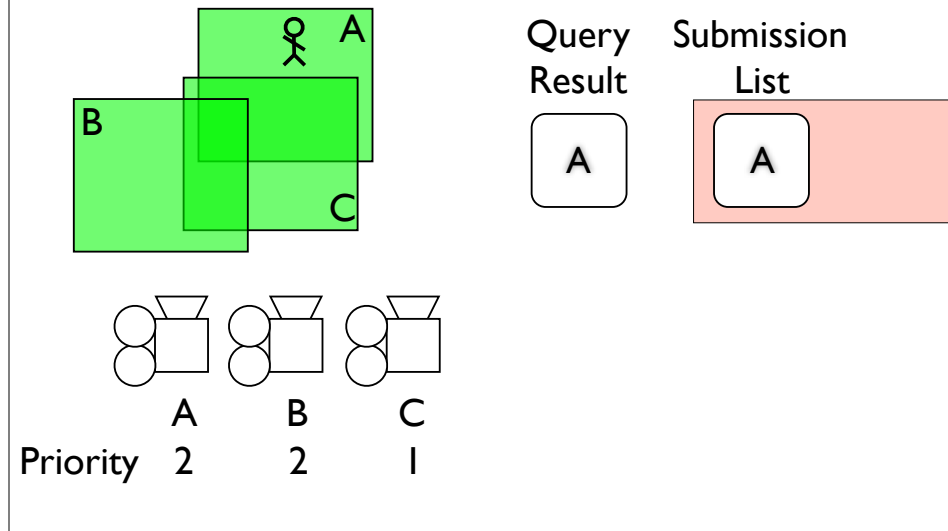 A
B
C
Query Submission
Result List
A A
A B C
Priority 2 2 1